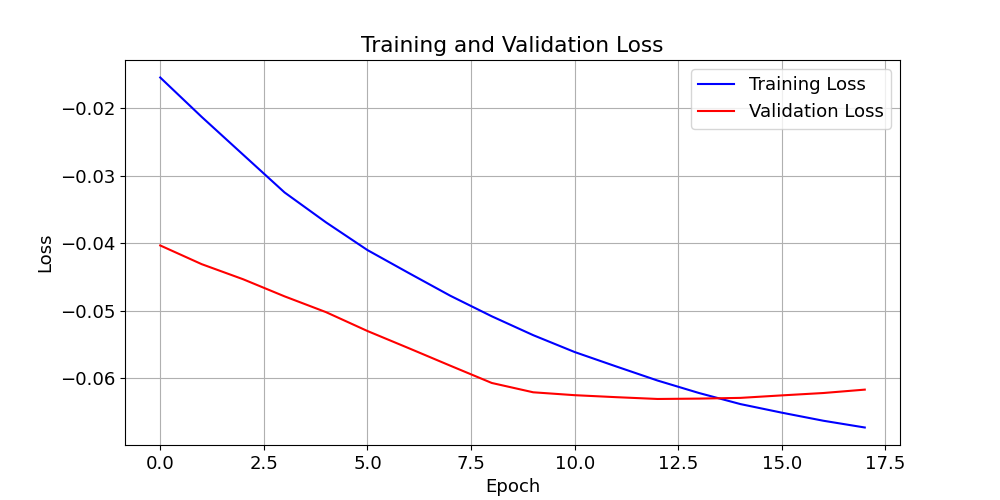 Training and Validation Loss
Training Loss
Validation Loss
−0.02
−0.03
−0.04
−0.05
−0.06
Loss
0.0 2.5 5.0 7.5 10.0 12.5 15.0 17.5
Epoch